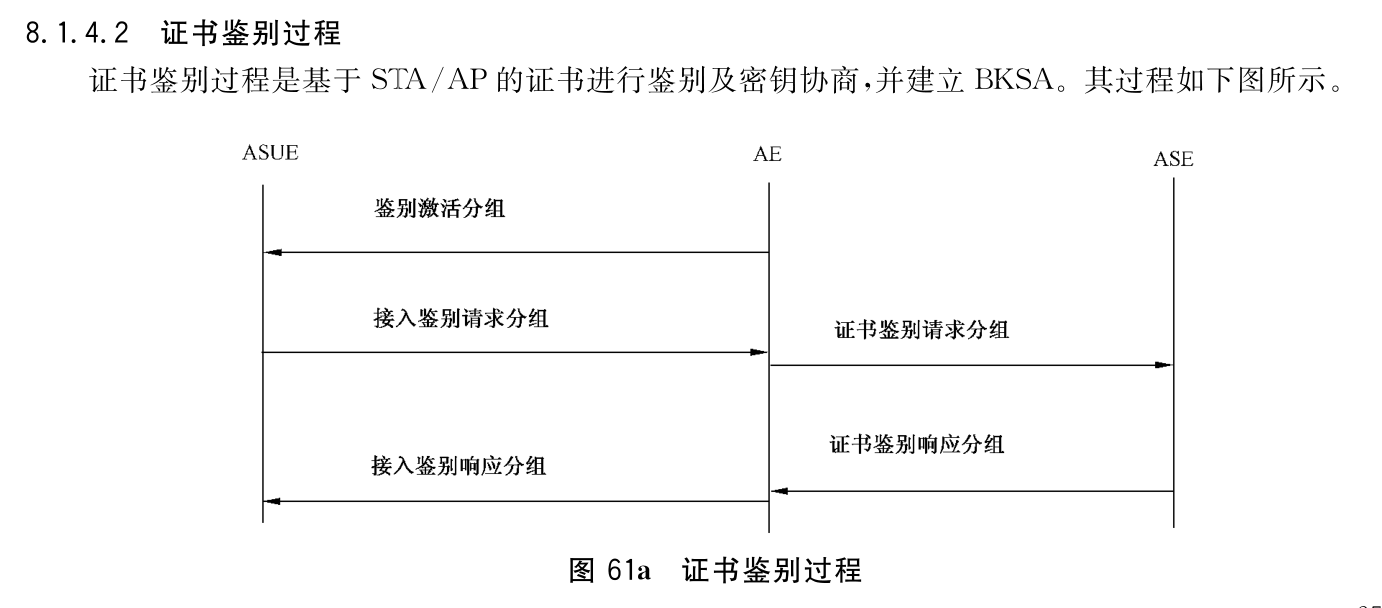 8.1.4.2 证书鉴别过程
证书鉴别过程是基于 STA/AP 的证书进行鉴别及密钥协商,并建立 BKSA。其过程如下图所示。
ASUE AE ASE
鉴别激活分组
接入鉴别请求分组
证书鉴别请求分组
证书鉴别响应分组
接入鉴别响应分组
图 61a 证书鉴别过程